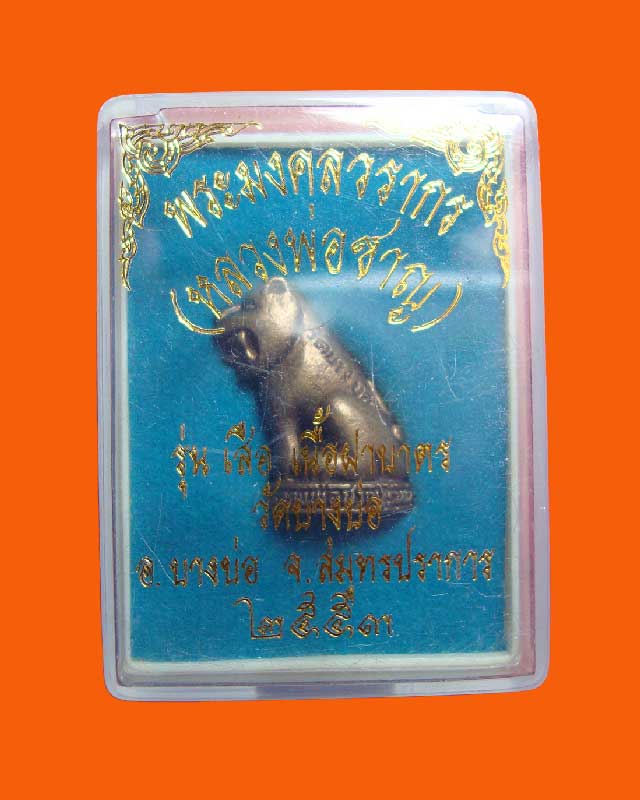 พระมงคลวรากร
(หลวงพ่อชาญ)
รุ่น เสือ เนื้อฝาบาตร
วัดบางบ่อ
อ.บางบ่อ จ.สมุทรปราการ
๒๕๕๓